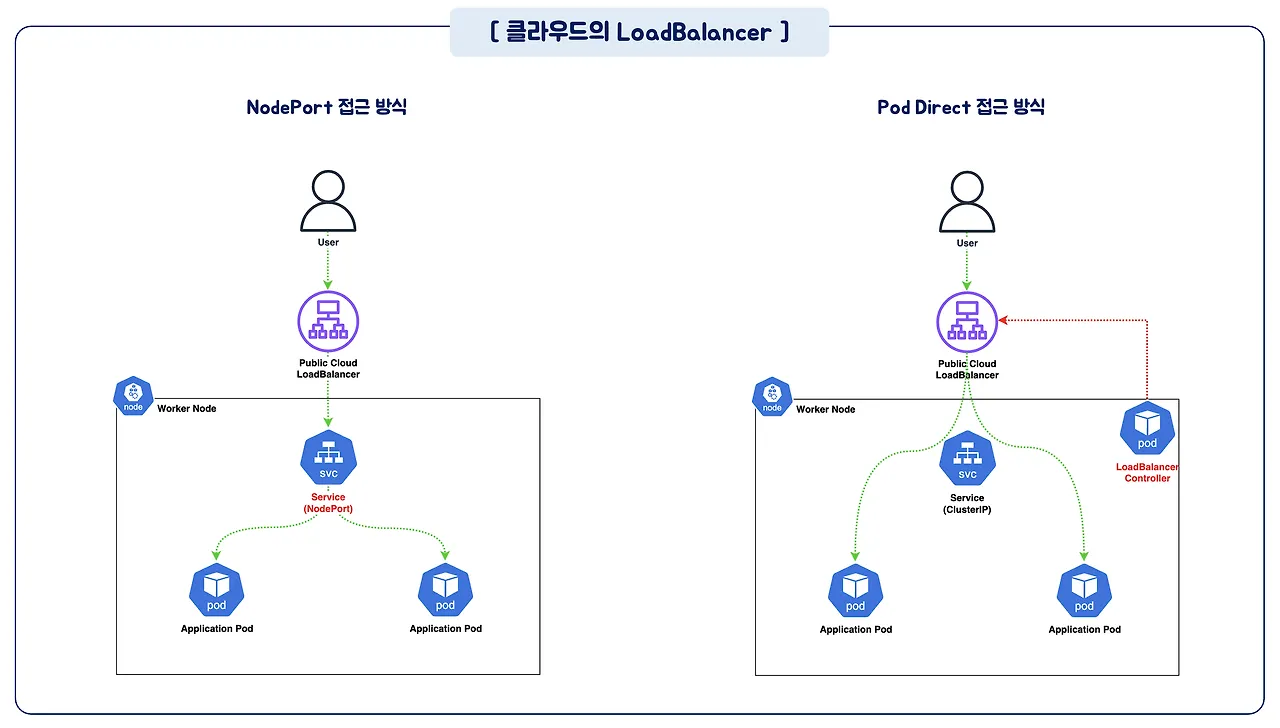 [ 클라우드의 LoadBalancer ]
NodePort 접근 방식
User
Public Cloud
LoadBalancer
node
Worker Node
svc
Service
(NodePort)
pod
Application Pod
pod
Application Pod
Pod Direct 접근 방식
User
Public Cloud
LoadBalancer
node
Worker Node
pod
LoadBalancer
Controller
svc
Service
(ClusterIP)
pod
Application Pod
pod
Application Pod